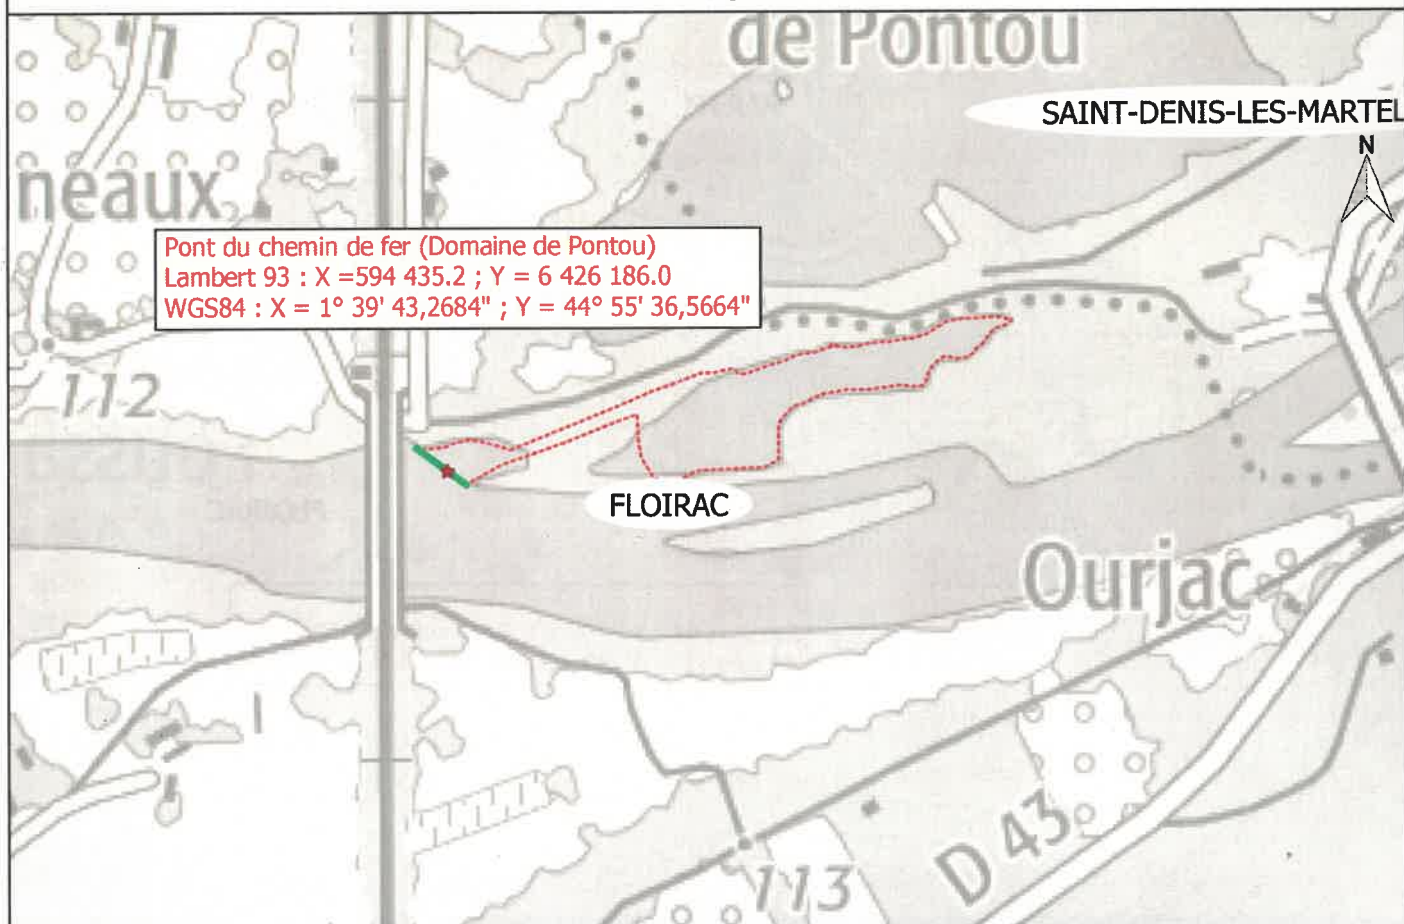 de Pontou
SAINT-DENIS-LES-MARTEL
N
neaux
Pont du chemin de fer (Domaine de Pontou)
Lambert 93 : X =594 435.2 ; Y = 6 426 186.0
WGS84 : X = 1° 39' 43,2684" ; Y = 44° 55' 36,5664"
112
FLOIRAC
Ourjac
D 43
113